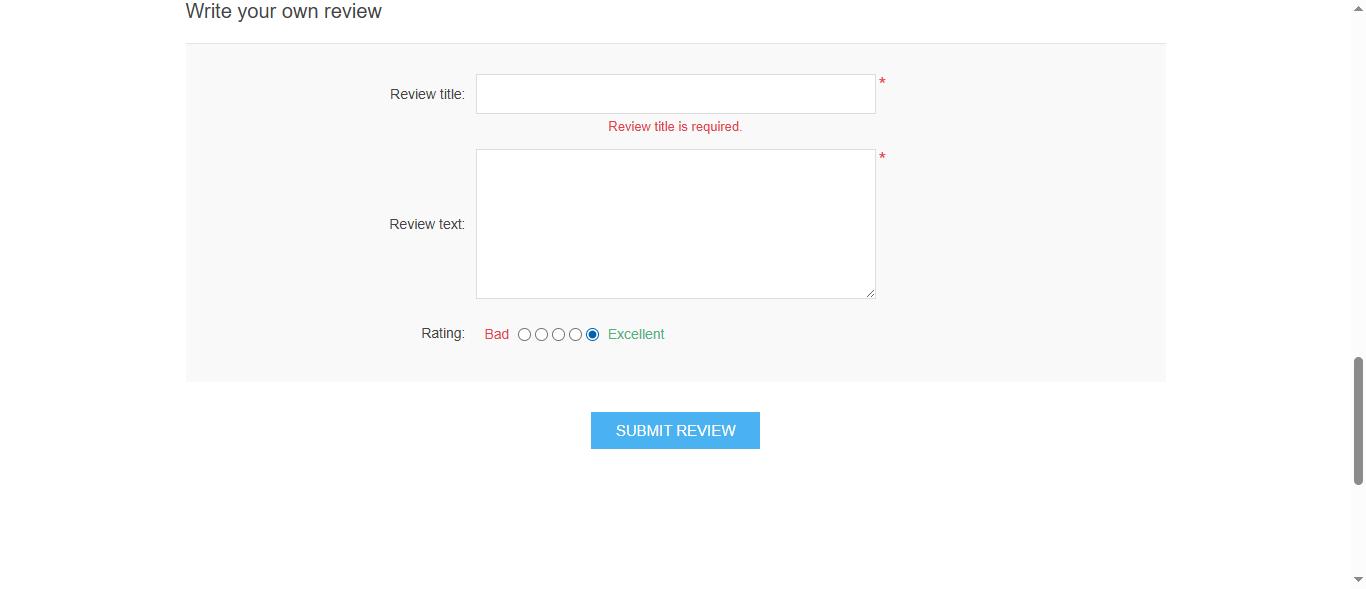 Write your own review
Review title:
*
Review title is required.
*
Review text:
Rating:
Bad
Excellent
SUBMIT REVIEW